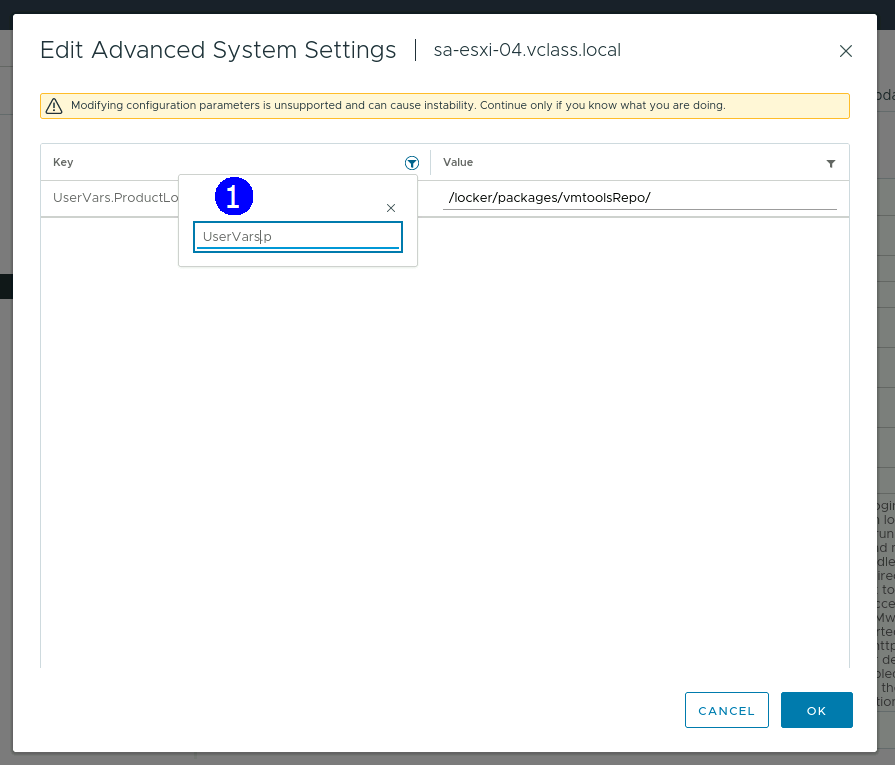 Edit Advanced System Settings | sa-esxi-04.vclass.local
Modifying configuration parameters is unsupported and can cause instability. Continue only if you know what you are doing.
Key Value
UserVars.ProductLo /locker/packages/vmtoolsRepo/
1
UserVars.p
CANCEL OK